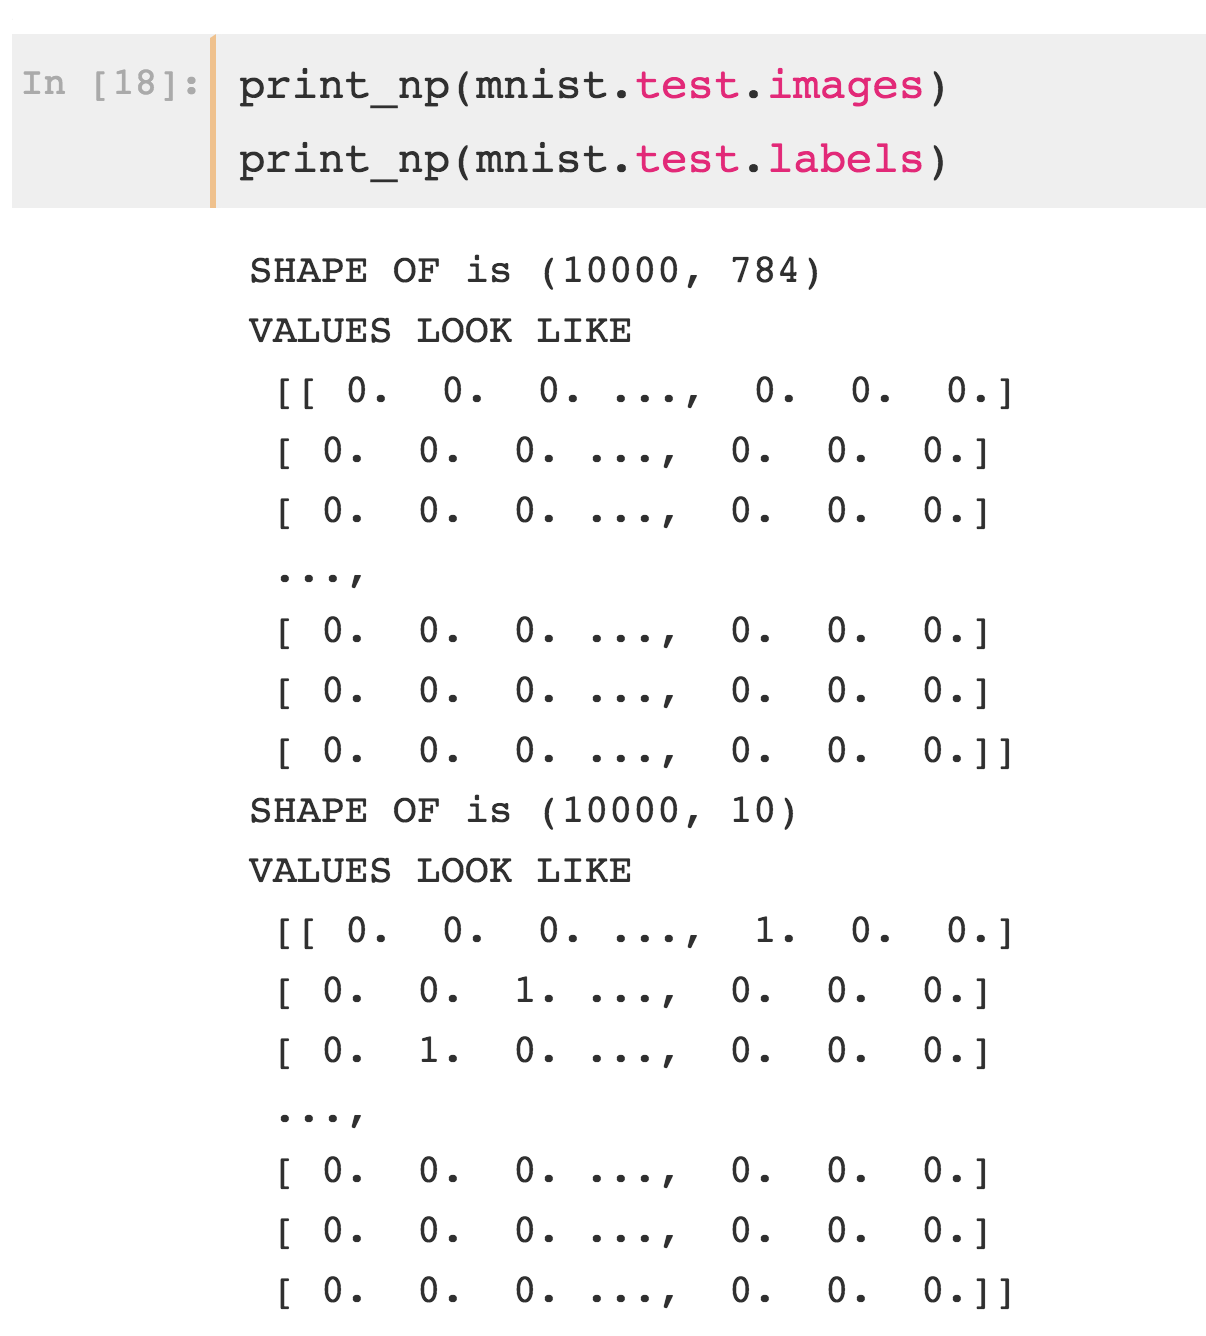 In [18]: print_np(mnist.test.images)
print_np(mnist.test.labels)
SHAPE OF is (10000, 784)
VALUES LOOK LIKE
[[ 0.  0.  0. ...,  0.  0.  0.]
[ 0.  0.  0. ...,  0.  0.  0.]
[ 0.  0.  0. ...,  0.  0.  0.]
...,
[ 0.  0.  0. ...,  0.  0.  0.]
[ 0.  0.  0. ...,  0.  0.  0.]
[ 0.  0.  0. ...,  0.  0.  0.]]
SHAPE OF is (10000, 10)
VALUES LOOK LIKE
[[ 0.  0.  0. ...,  1.  0.  0.]
[ 0.  0.  1. ...,  0.  0.  0.]
[ 0.  1.  0. ...,  0.  0.  0.]
...,
[ 0.  0.  0. ...,  0.  0.  0.]
[ 0.  0.  0. ...,  0.  0.  0.]
[ 0.  0.  0. ...,  0.  0.  0.]]